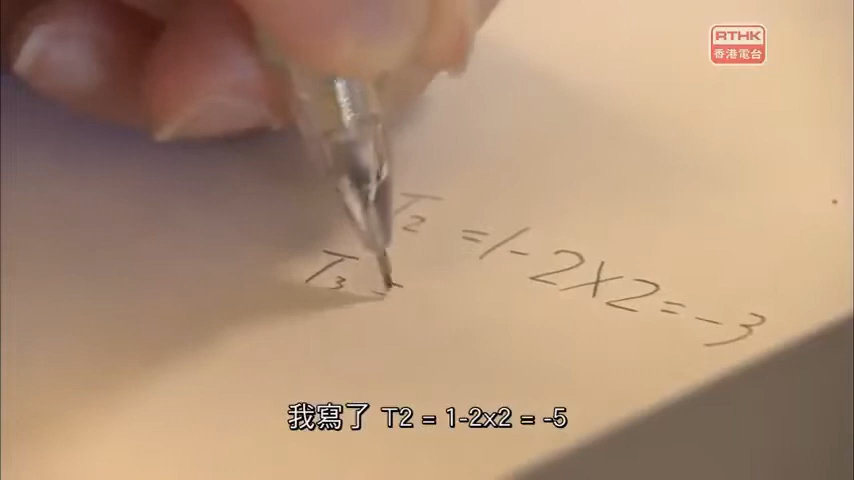 RTHK
香港電台
T2 = 1-2X2=-3
T3 =
我寫了 T2 = 1-2x2 = -5